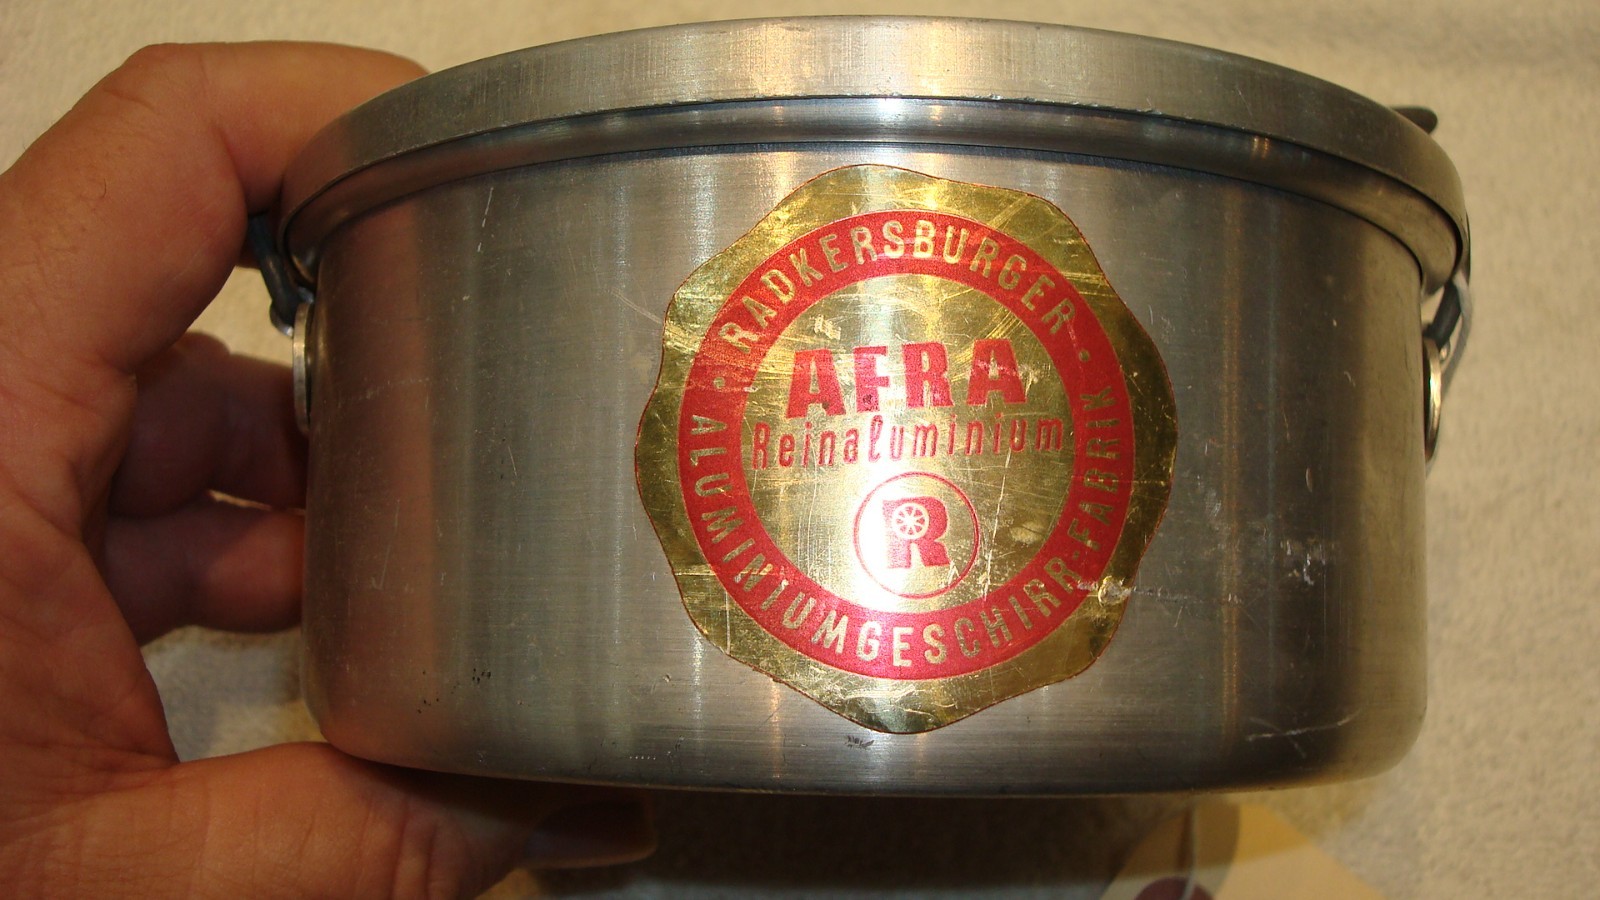 · RADKERSBURGER ·
AFRA
Reinaluminium
R
ALUMINIUMGESCHIRR-FABRIK